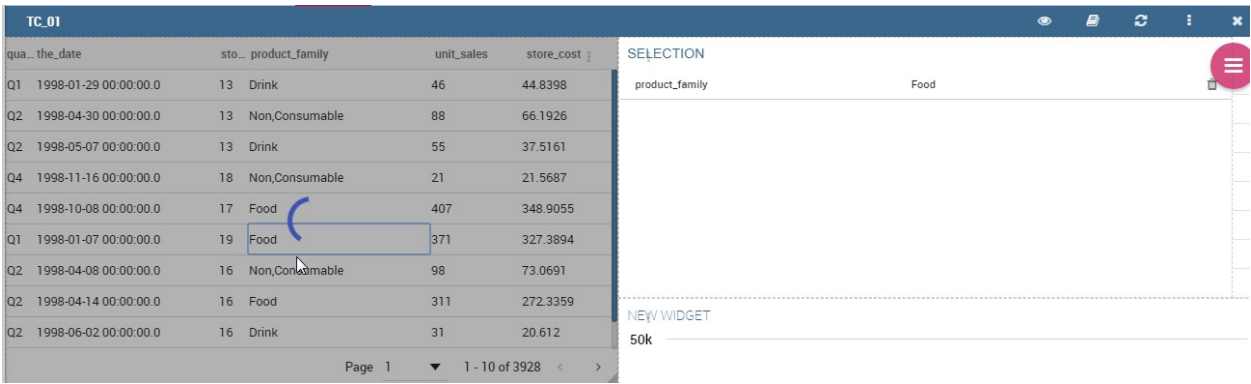 TC_01
qua... the_date sto... product_family unit_sales store_cost
Q1 1998-01-29 00:00:00.0 13 Drink 46 44.8398
Q2 1998-04-30 00:00:00.0 13 Non,Consumable 88 66.1926
Q2 1998-05-07 00:00:00.0 13 Drink 55 37.5161
Q4 1998-11-16 00:00:00.0 18 Non,Consumable 21 21.5687
Q4 1998-10-08 00:00:00.0 17 Food 407 348.9055
Q1 1998-01-07 00:00:00.0 19 Food 371 327.3894
Q2 1998-04-08 00:00:00.0 16 Non,Consumable 98 73.0691
Q2 1998-04-14 00:00:00.0 16 Food 311 272.3359
Q2 1998-06-02 00:00:00.0 16 Drink 31 20.612
Page 1 1 - 10 of 3928
SELECTION
product_family Food
NEW WIDGET
50k